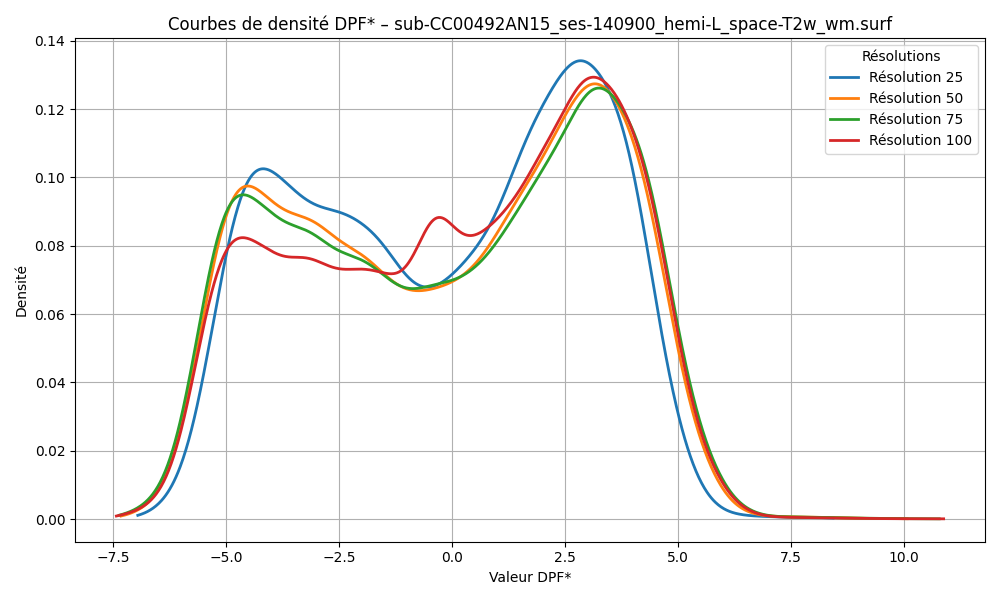 Courbes de densité DPF* – sub-CC00492AN15_ses-140900_hemi-L_space-T2w_wm.surf
Résolutions
Résolution 25
Résolution 50
Résolution 75
Résolution 100
Densité
0.14
0.12
0.10
0.08
0.06
0.04
0.02
0.00
−7.5
−5.0
−2.5
0.0
2.5
5.0
7.5
10.0
Valeur DPF*